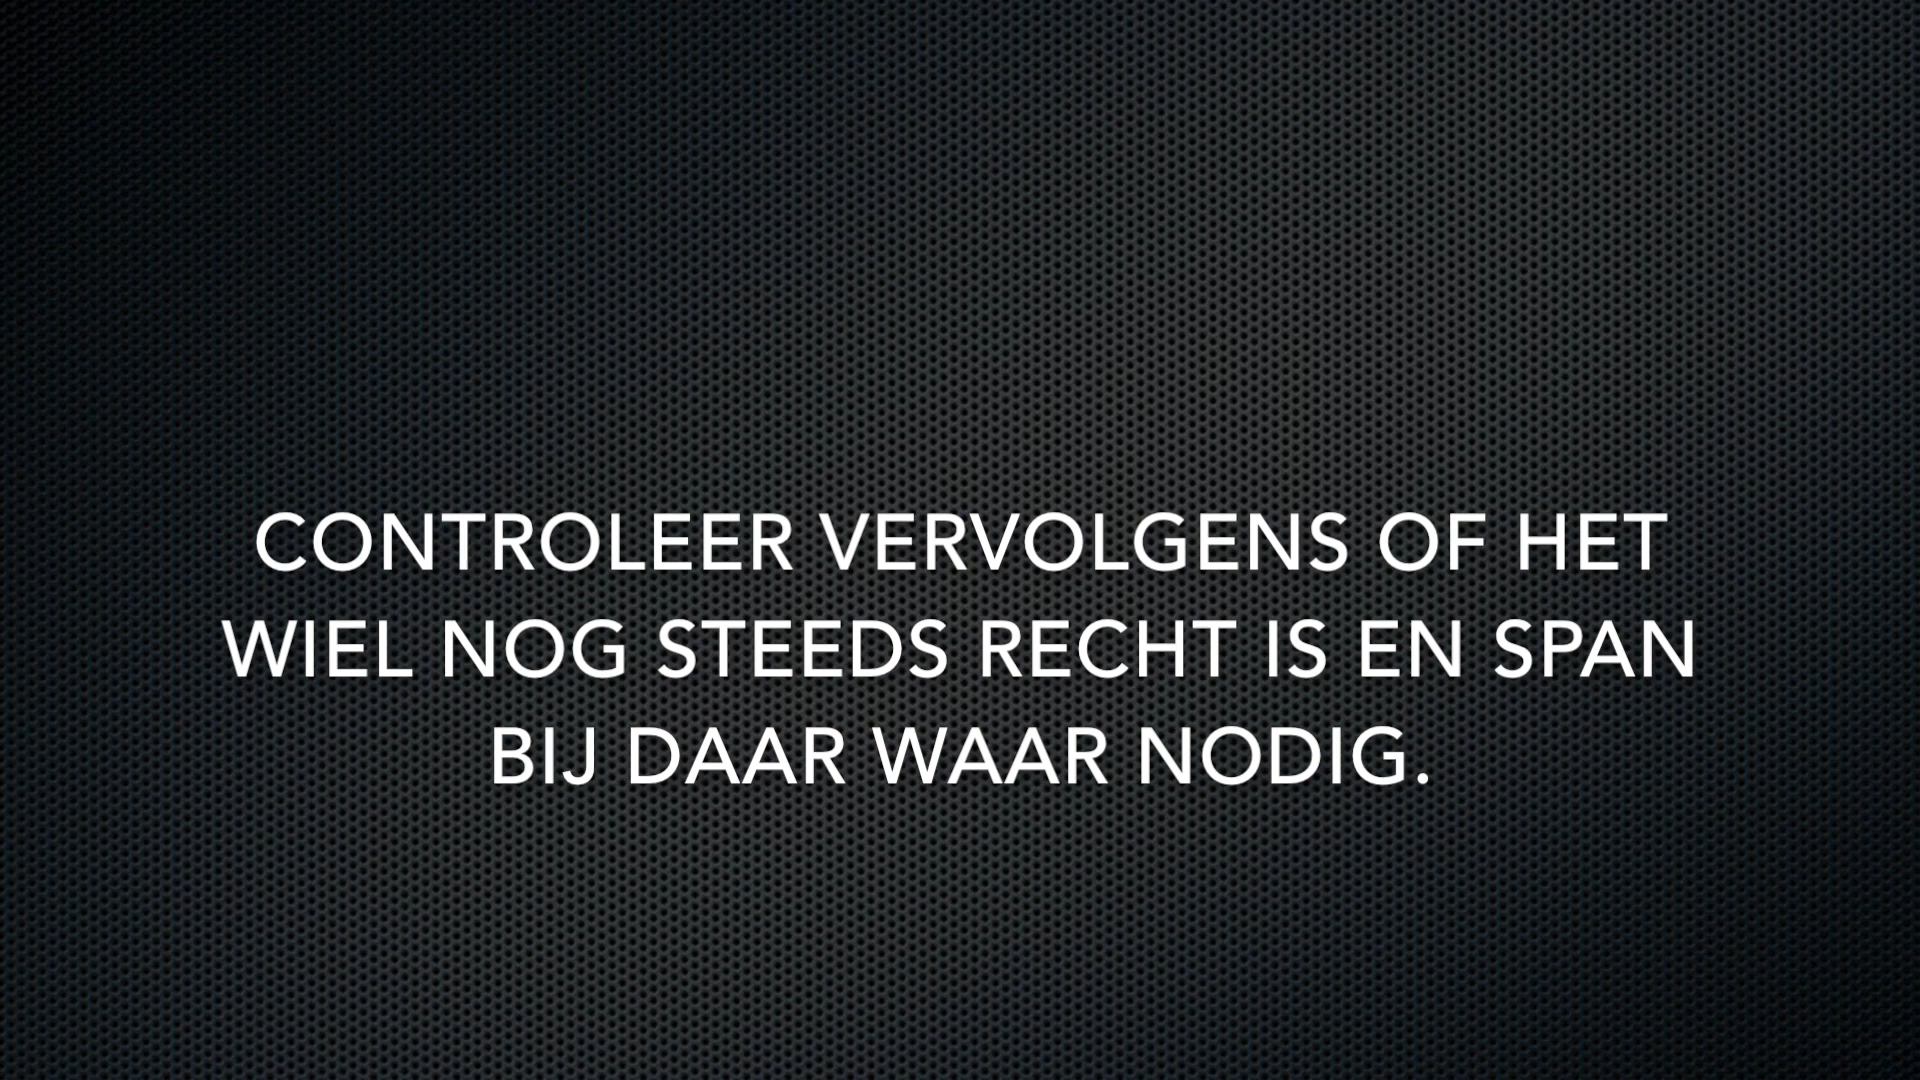 CONTROLEER VERVOLGENS OF HET
WIEL NOG STEEDS RECHT IS EN SPAN
BIJ DAAR WAAR NODIG.